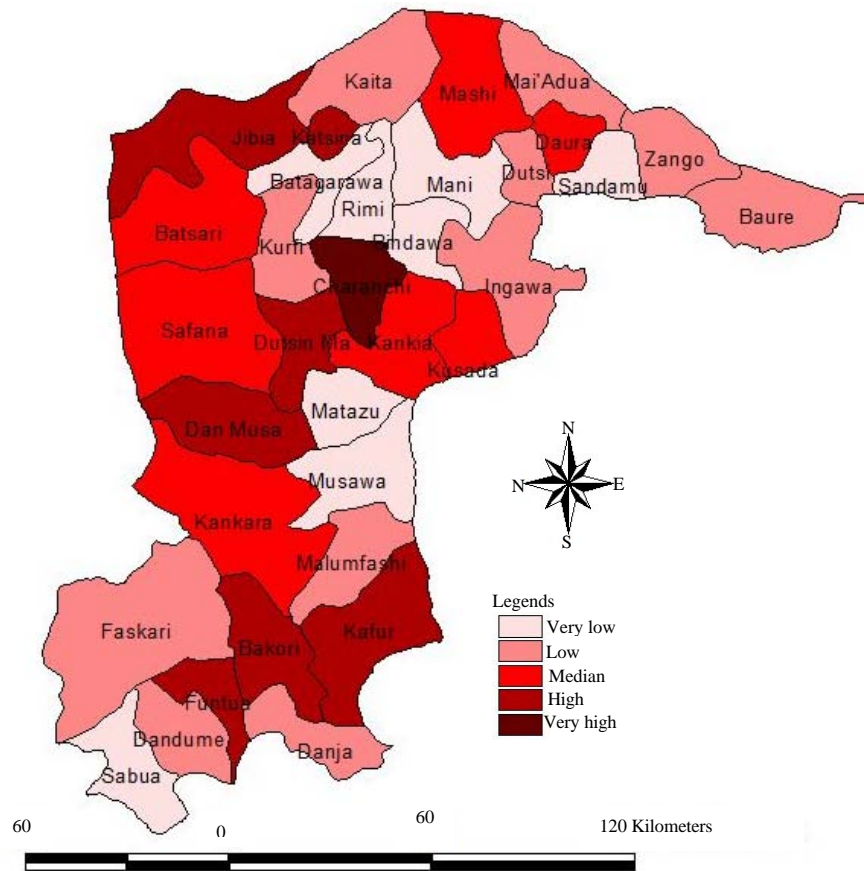 Kaita
Mashi
Mai'Adua
Jibia
Katsina
Daura
Zango
Dutsi
Sandamu
Batagarawa
Mani
Rimi
Baure
Batsari
Kurfi
Bindawa
Charanchi
Ingawa
Safana
Dutsin Ma
Kankia
Kusada
Matazu
Dan Musa
Musawa
Kankara
Malumfashi
Faskari
Bakori
Kafur
Funtua
Dandume
Danja
Sabua
N
N
E
S
Legends
Very low
Low
Median
High
Very high
60
0
60
120 Kilometers